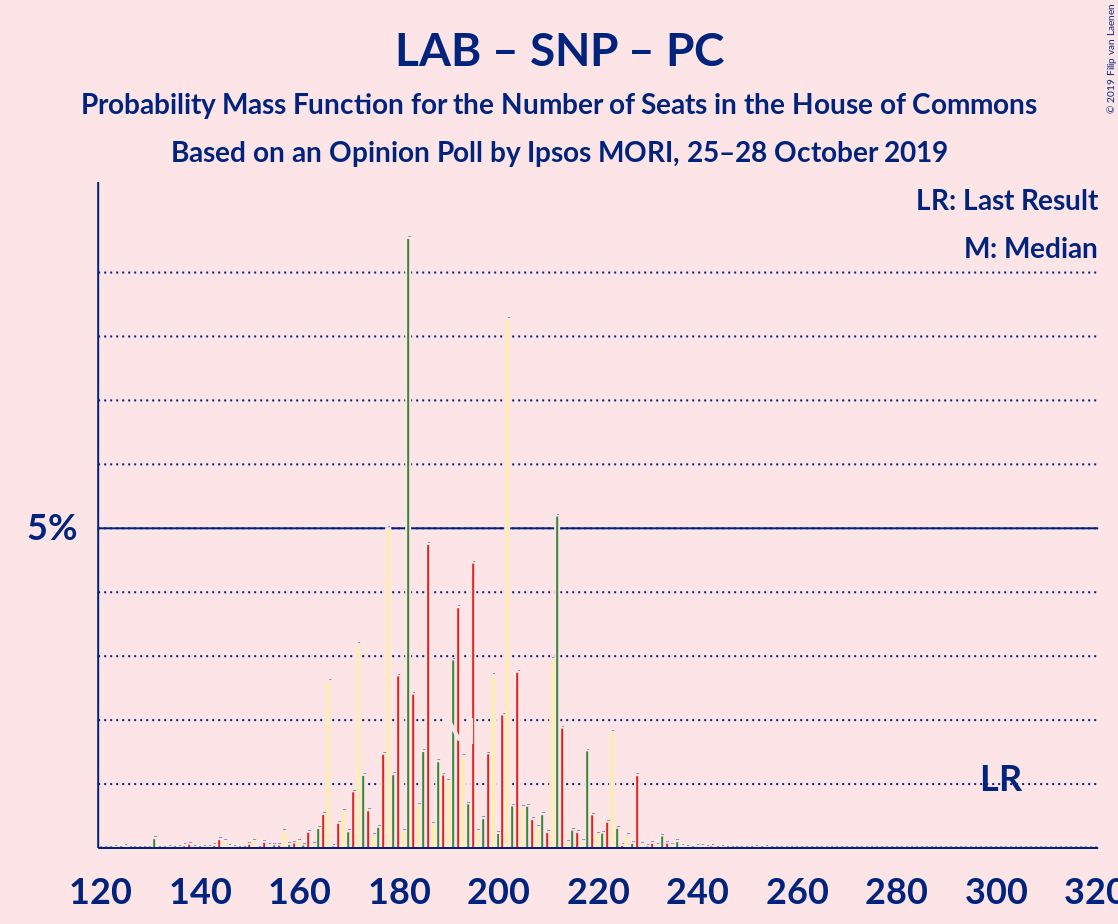 LAB – SNP – PC
Probability Mass Function for the Number of Seats in the House of Commons
Based on an Opinion Poll by Ipsos MORI, 25–28 October 2019
© 2019 Filip van Laenen
LR: Last Result
M: Median
5%
LR
120 140 160 180 200 220 240 260 280 300 320